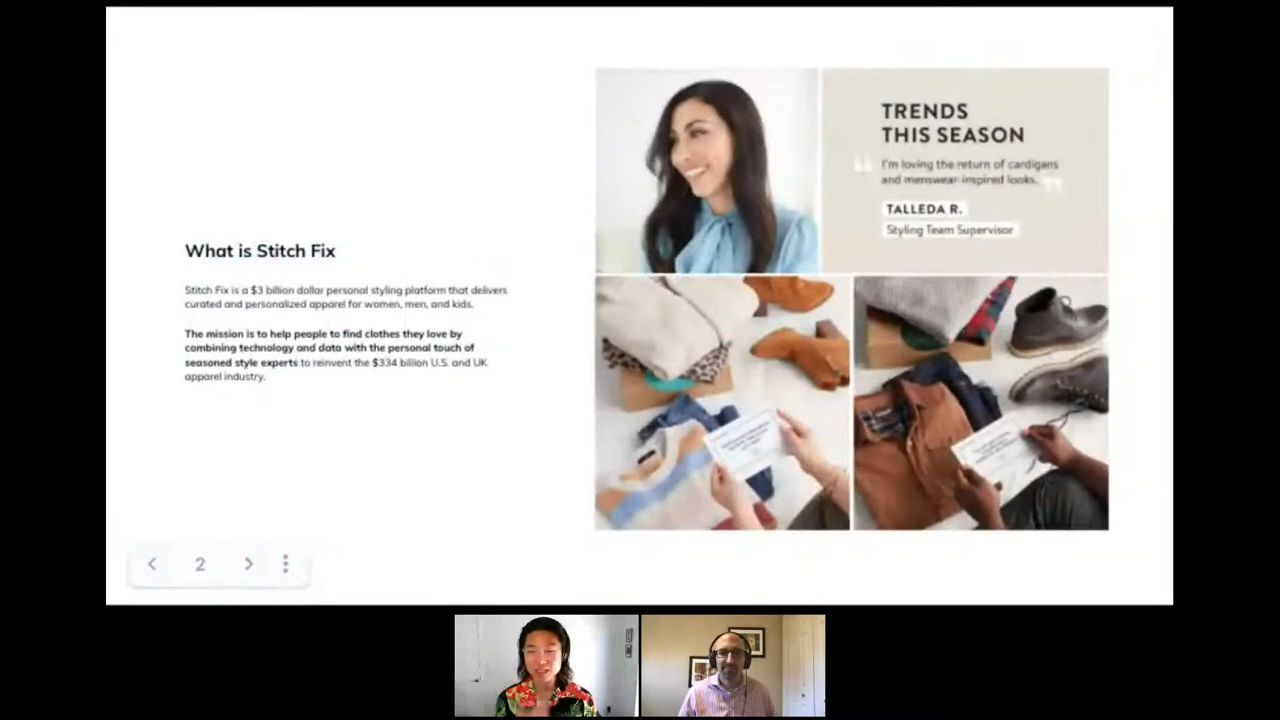 What is Stitch Fix
Stitch Fix is a $3 billion dollar personal styling platform that delivers
curated and personalized apparel for women, men, and kids.
The mission is to help people to find clothes they love by
combining technology and data with the personal touch of
seasoned style experts to reinvent the $334 billion U.S. and UK
apparel industry.
TRENDS
THIS SEASON
“ I'm loving the return of cardigans
and menswear-inspired looks. ”
TALLEDA R.
Styling Team Supervisor
2